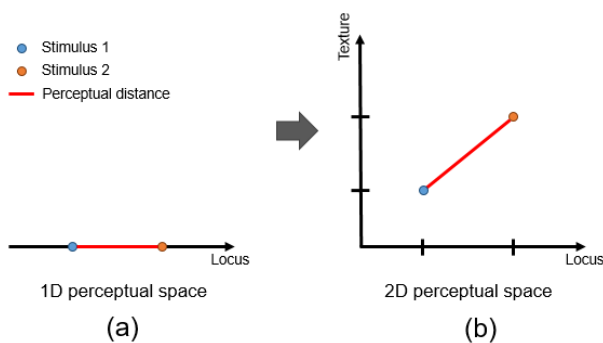 Stimulus 1
Stimulus 2
Perceptual distance
Locus
1D perceptual space
(a)
Texture
Locus
2D perceptual space
(b)